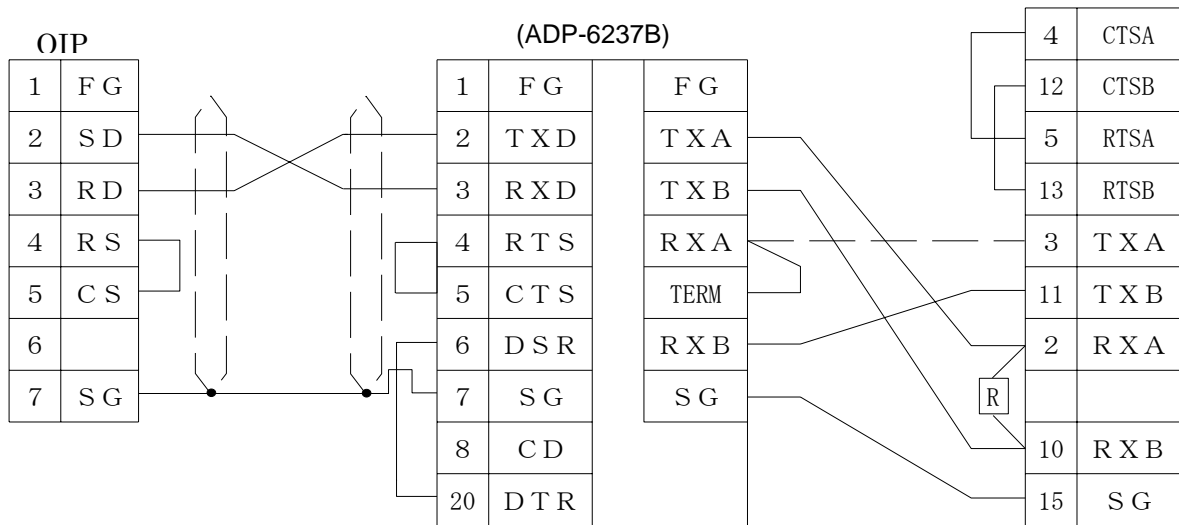 OIP
1 FG
2 SD
3 RD
4 RS
5 CS
6
7 SG
(ADP-6237B)
1 FG
2 TXD
3 RXD
4 RTS
5 CTS
6 DSR
7 SG
8 CD
20 DTR
FG
TXA
TXB
RXA
TERM
RXB
SG
4 CTSA
12 CTSB
5 RTSA
13 RTSB
3 TXA
11 TXB
2 RXA
R
10 RXB
15 SG